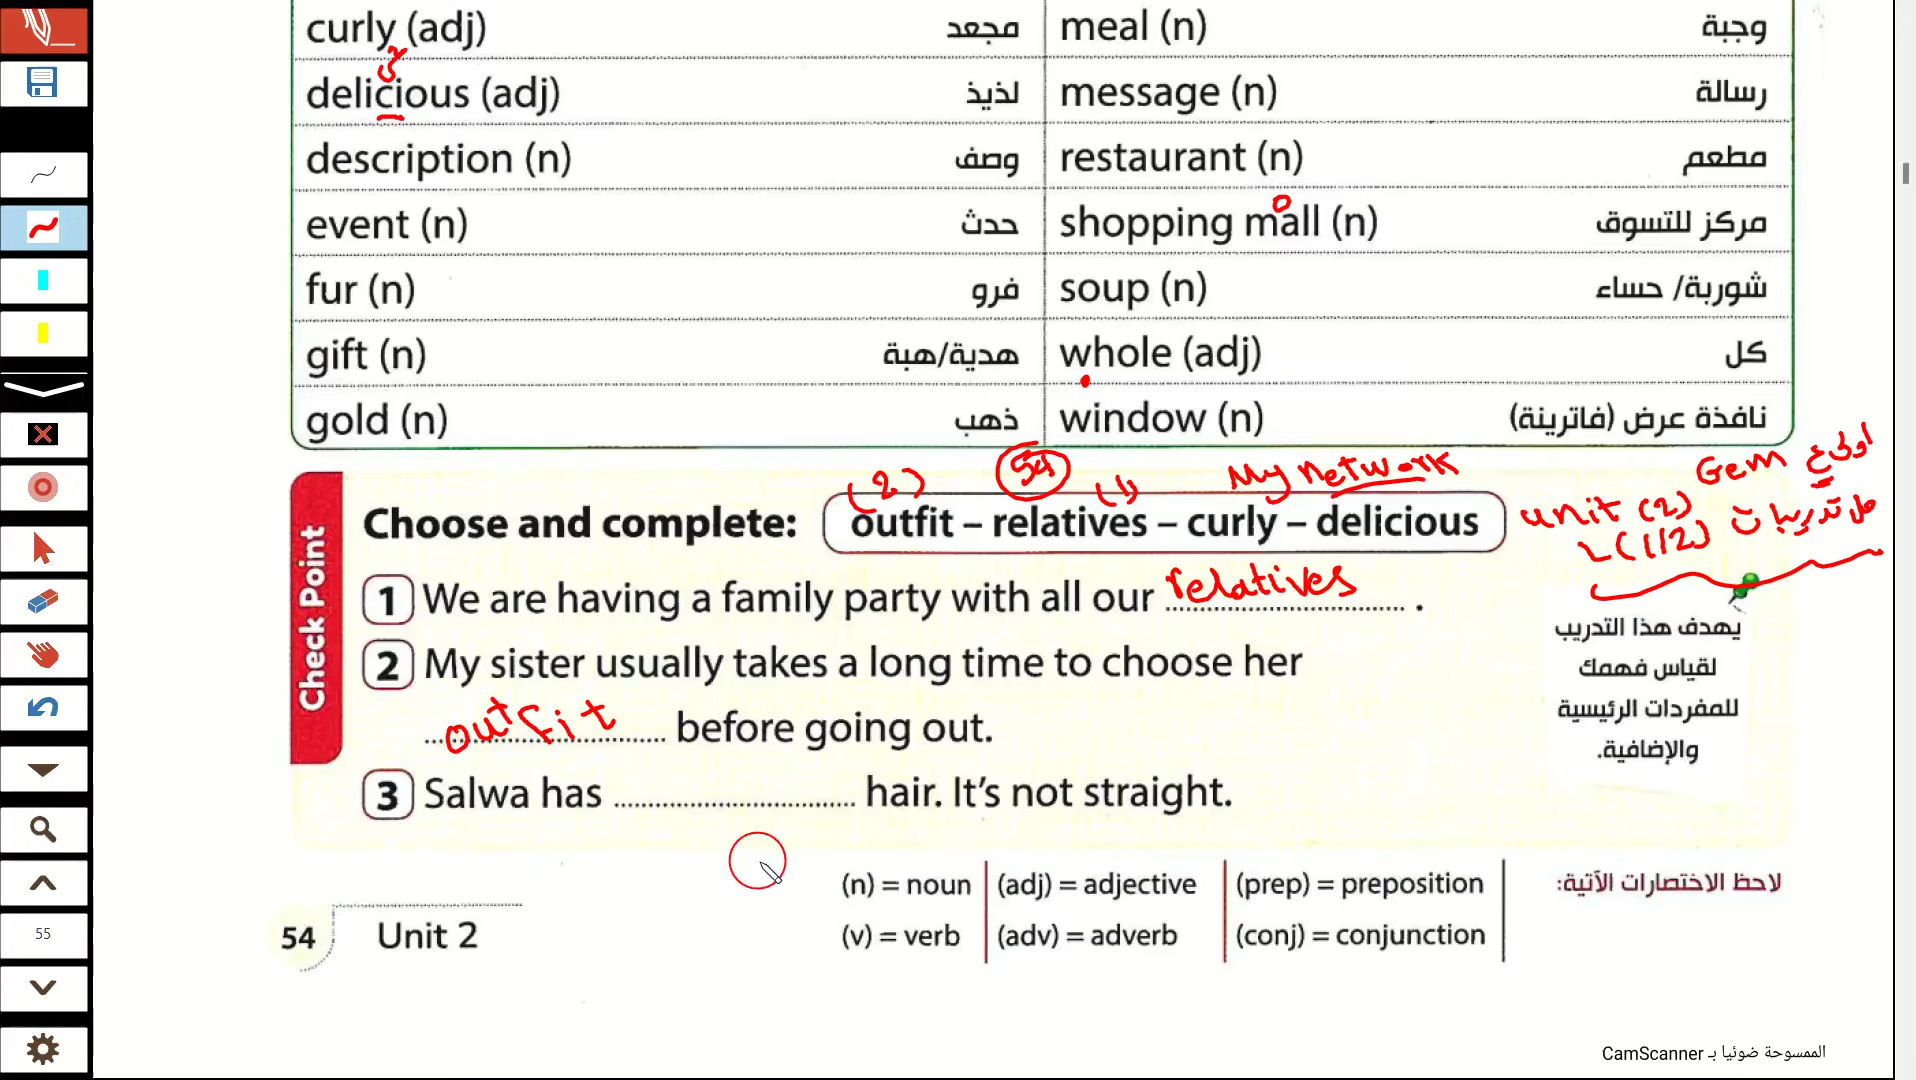 curly (adj) مجعد meal (n) وجبة
delicious (adj) لذيذ message (n) رسالة
description (n) وصف restaurant (n) مطعم
event (n) حدث shopping mall (n) مركز للتسوق
fur (n) فرو soup (n) شوربة/ حساء
gift (n) هدية/هبة whole (adj) كل
gold (n) ذهب window (n) نافذة عرض (فاترينة)
(2) 54 (1) My network Gem
unit (2) حل تدريبات
L(1/2)
Check Point
Choose and complete: outfit – relatives – curly – delicious
1 We are having a family party with all our relatives .
2 My sister usually takes a long time to choose her
outfit before going out.
3 Salwa has ........ hair. It's not straight.
يهدف هذا التدريب
لقياس فهمك
للمفردات الرئيسية
والإضافية.
(n) = noun (adj) = adjective (prep) = preposition لاحظ الاختصارات الآتية:
(v) = verb (adv) = adverb (conj) = conjunction
54 Unit 2
55
الممسوحة ضوئيا بـ CamScanner